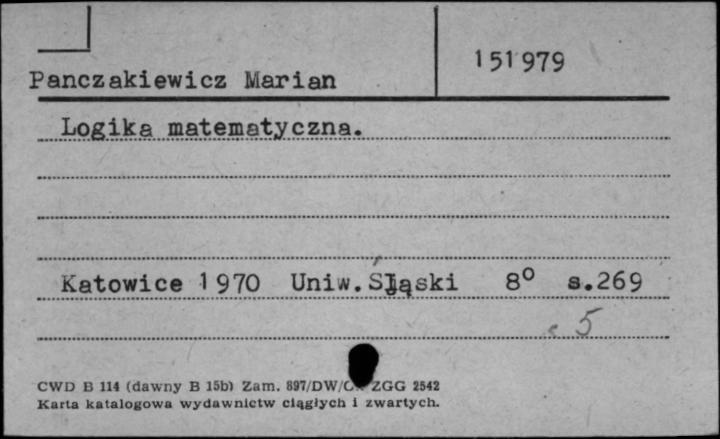 151979
Panczakiewicz Marian
Logika matematyczna.
Katowice 1970 Uniw.Śląski 8° s.269
5
CWD B 114 (dawny B 15b) Zam. 897/DW/ ZGG 2542
Karta katalogowa wydawnictw ciągłych i zwartych.